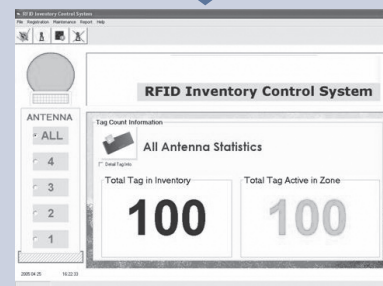 RFID Inventory Control System
File Registration Maintenance Report Help
RFID Inventory Control System
ANTENNA
ALL
4
3
2
1
Tag Count Information
All Antenna Statistics
Detail Tag Info
Total Tag in Inventory
100
Total Tag Active in Zone
100
2005.04.25 16:22:33